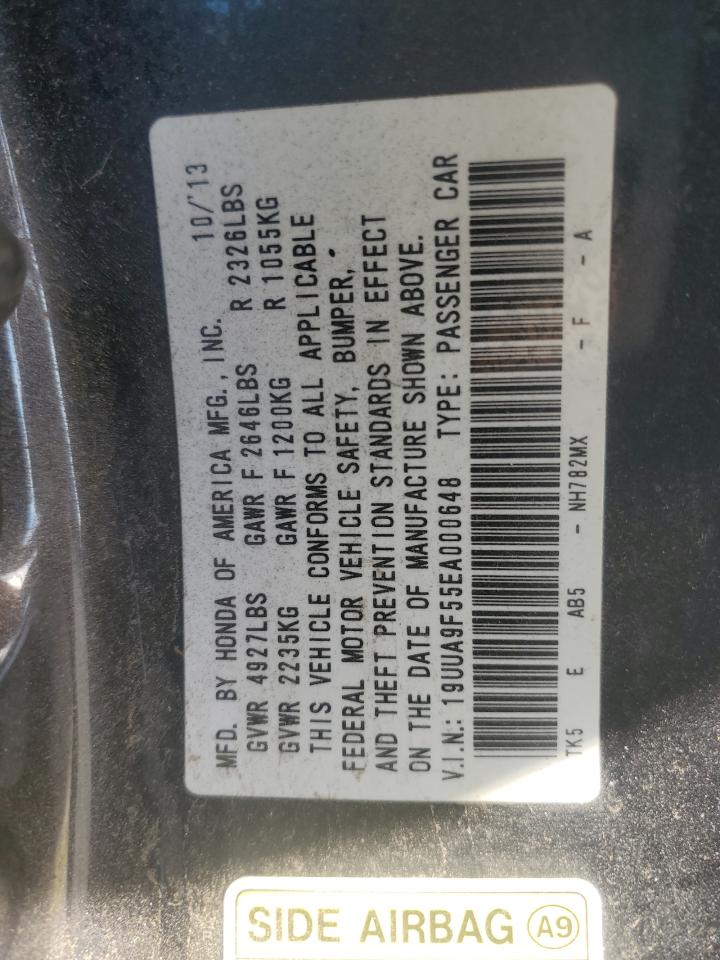 MFD. BY HONDA OF AMERICA MFG., INC. 10/'13
GVWR 4927LBS GAWR F 2646LBS R 2326LBS
GVWR 2235KG GAWR F 1200KG R 1055KG
THIS VEHICLE CONFORMS TO ALL APPLICABLE
FEDERAL MOTOR VEHICLE SAFETY, BUMPER,
AND THEFT PREVENTION STANDARDS IN EFFECT
ON THE DATE OF MANUFACTURE SHOWN ABOVE.
V.I.N.: 19UUA9F55EA000648 TYPE: PASSENGER CAR
TK5 E AB5 - NH782MX - F - A
SIDE AIRBAG A9